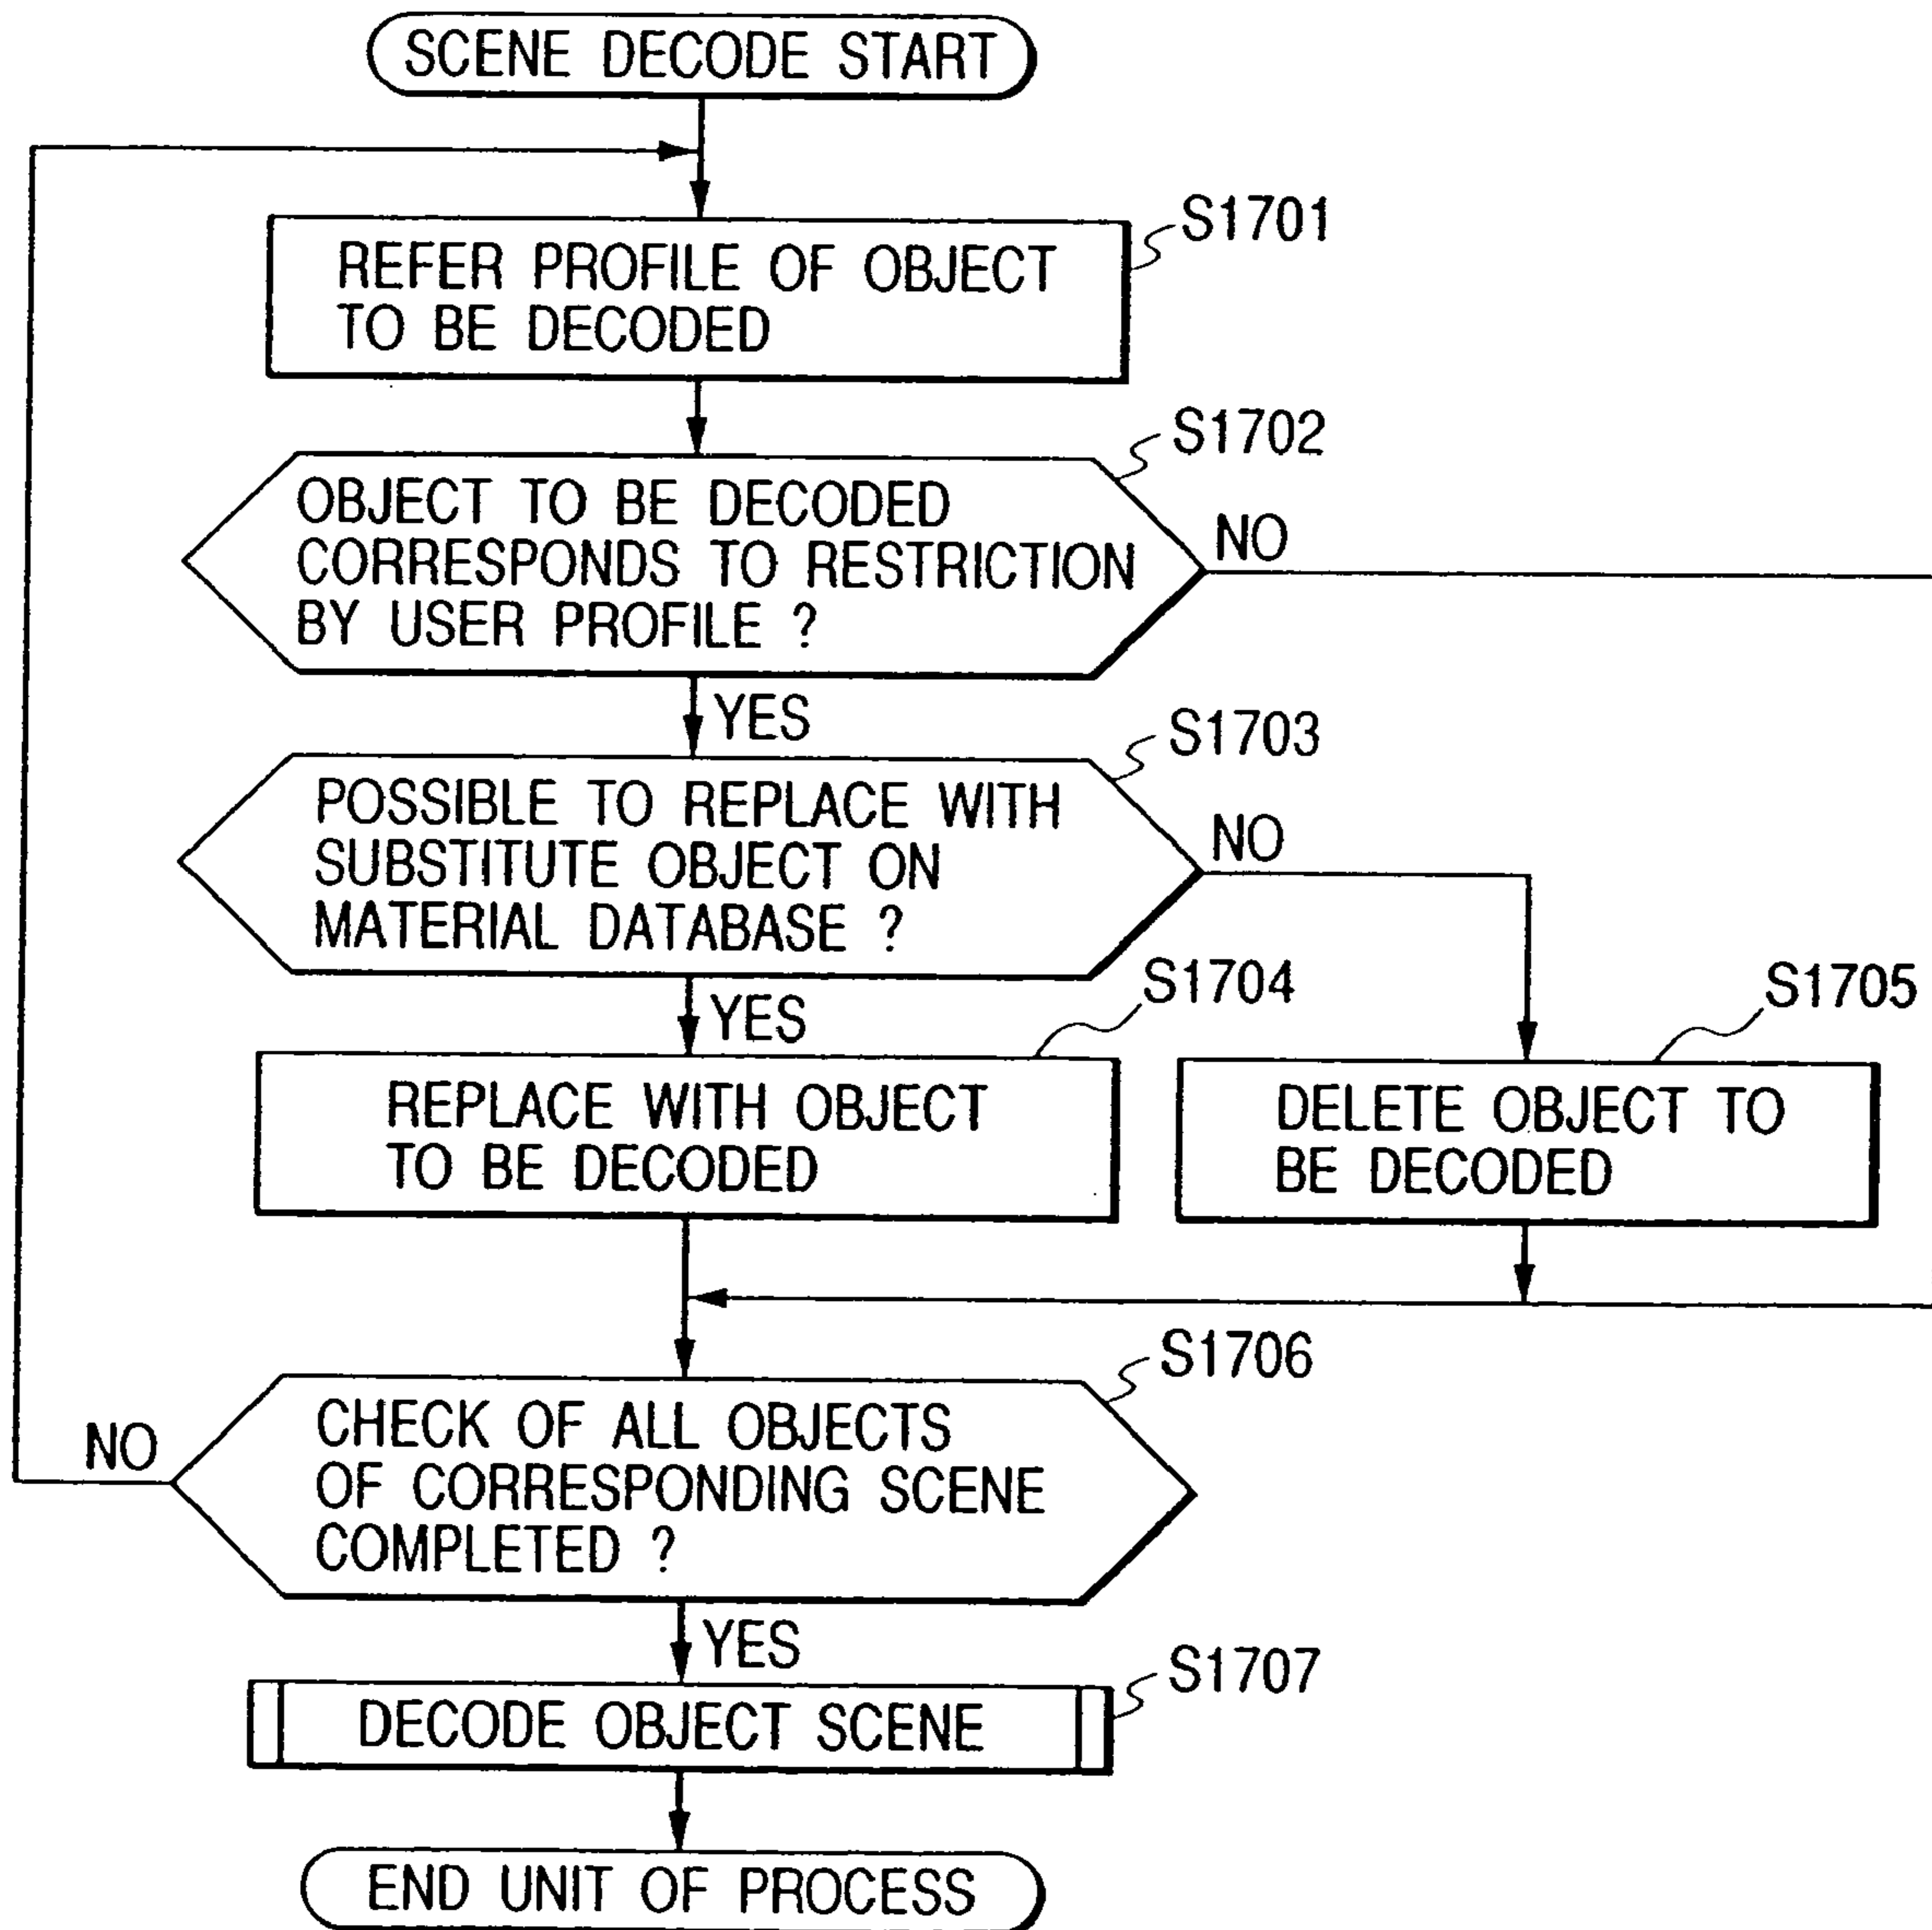 SCENE DECODE START
S1701
REFER PROFILE OF OBJECT
TO BE DECODED
S1702
OBJECT TO BE DECODED
CORRESPONDS TO RESTRICTION
BY USER PROFILE ?
NO
YES
S1703
POSSIBLE TO REPLACE WITH
SUBSTITUTE OBJECT ON
MATERIAL DATABASE ?
NO
YES
S1704
S1705
REPLACE WITH OBJECT
TO BE DECODED
DELETE OBJECT TO
BE DECODED
S1706
CHECK OF ALL OBJECTS
OF CORRESPONDING SCENE
COMPLETED ?
NO
YES
S1707
DECODE OBJECT SCENE
END UNIT OF PROCESS